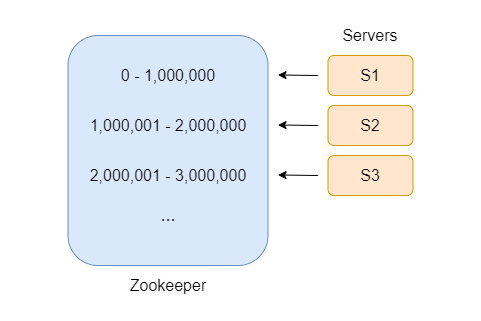 Servers
0 - 1,000,000
S1
1,000,001 - 2,000,000
S2
2,000,001 - 3,000,000
S3
...
Zookeeper